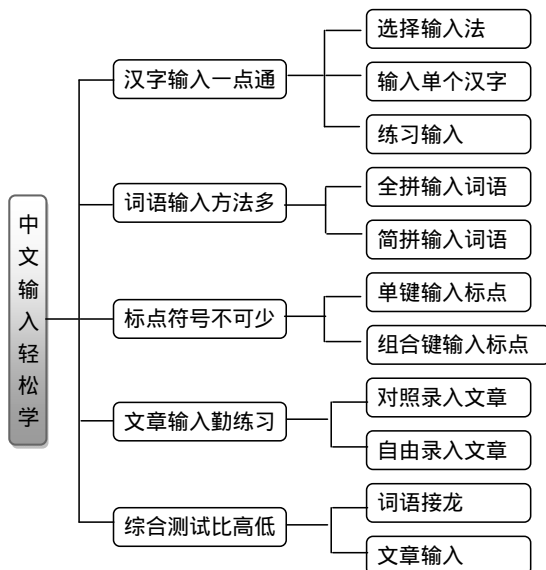 中文输入轻松学
汉字输入一点通
选择输入法
输入单个汉字
练习输入
词语输入方法多
全拼输入词语
简拼输入词语
标点符号不可少
单键输入标点
组合键输入标点
文章输入勤练习
对照录入文章
自由录入文章
综合测试比高低
词语接龙
文章输入